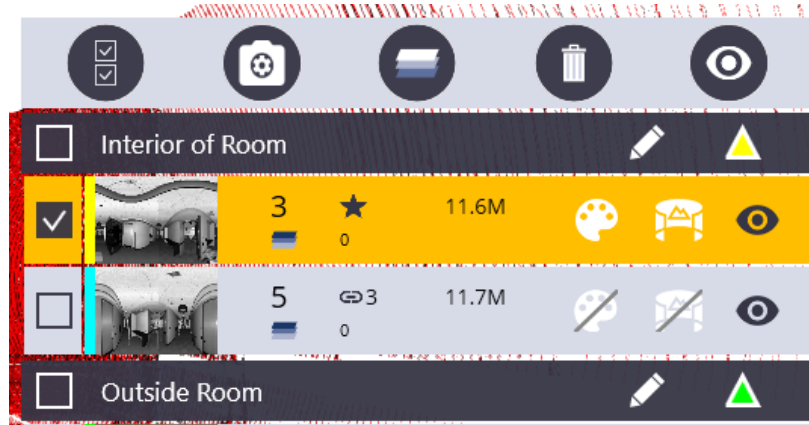 Interior of Room
3 11.6M
0
5 3 11.7M
0
Outside Room